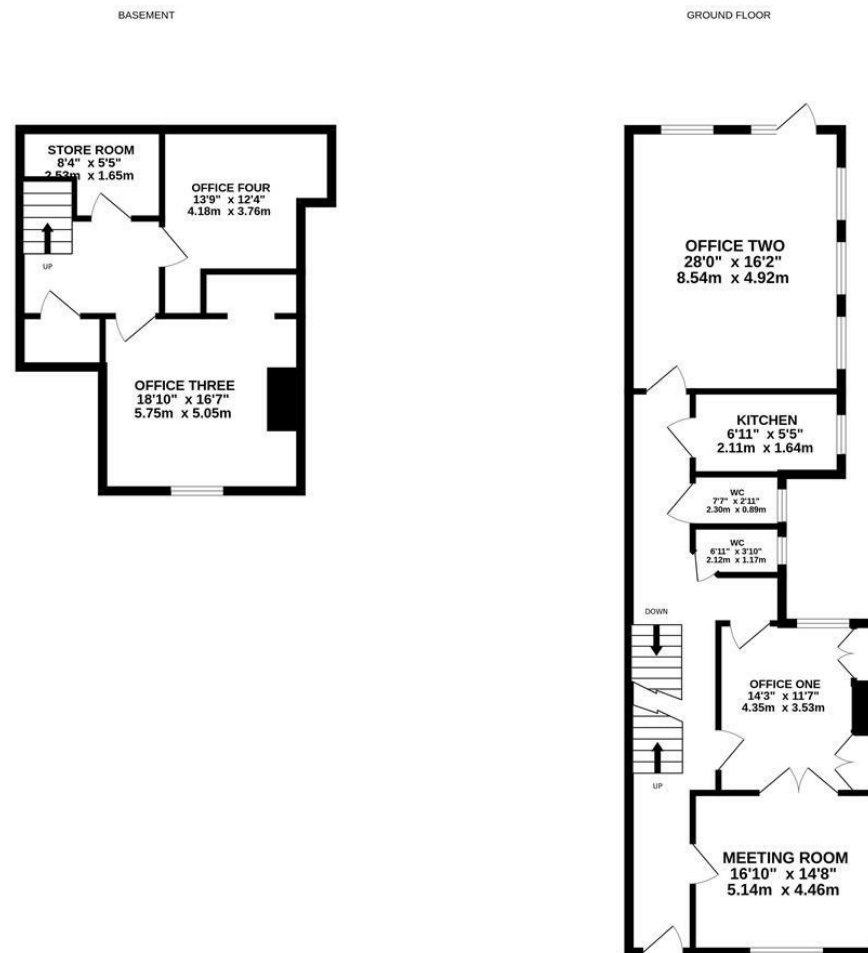 BASEMENT
GROUND FLOOR
STORE ROOM
8'4" x 5'5"
2.53m x 1.65m
OFFICE FOUR
13'9" x 12'4"
4.18m x 3.76m
UP
OFFICE THREE
18'10" x 16'7"
5.75m x 5.05m
OFFICE TWO
28'0" x 16'2"
8.54m x 4.92m
KITCHEN
6'11" x 5'5"
2.11m x 1.64m
WC
7'7" x 2'11"
2.30m x 0.89m
WC
6'11" x 3'10"
2.12m x 1.17m
DOWN
OFFICE ONE
14'3" x 11'7"
4.35m x 3.53m
UP
MEETING ROOM
16'10" x 14'8"
5.14m x 4.46m